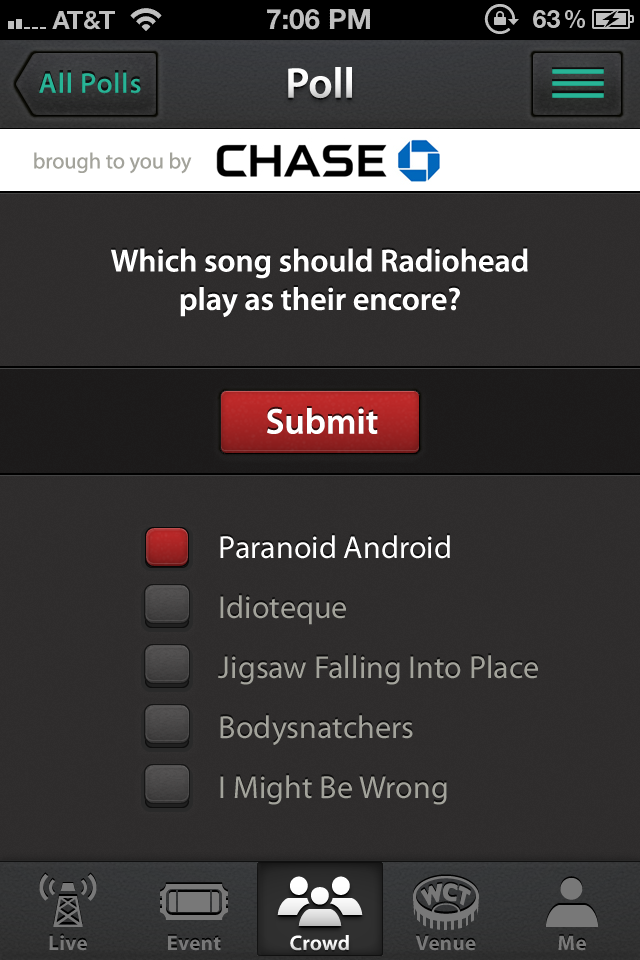 AT&T 7:06 PM 63%
All Polls Poll
brough to you by CHASE
Which song should Radiohead
play as their encore?
Submit
Paranoid Android
Idioteque
Jigsaw Falling Into Place
Bodysnatchers
I Might Be Wrong
WCT
Live Event Crowd Venue Me